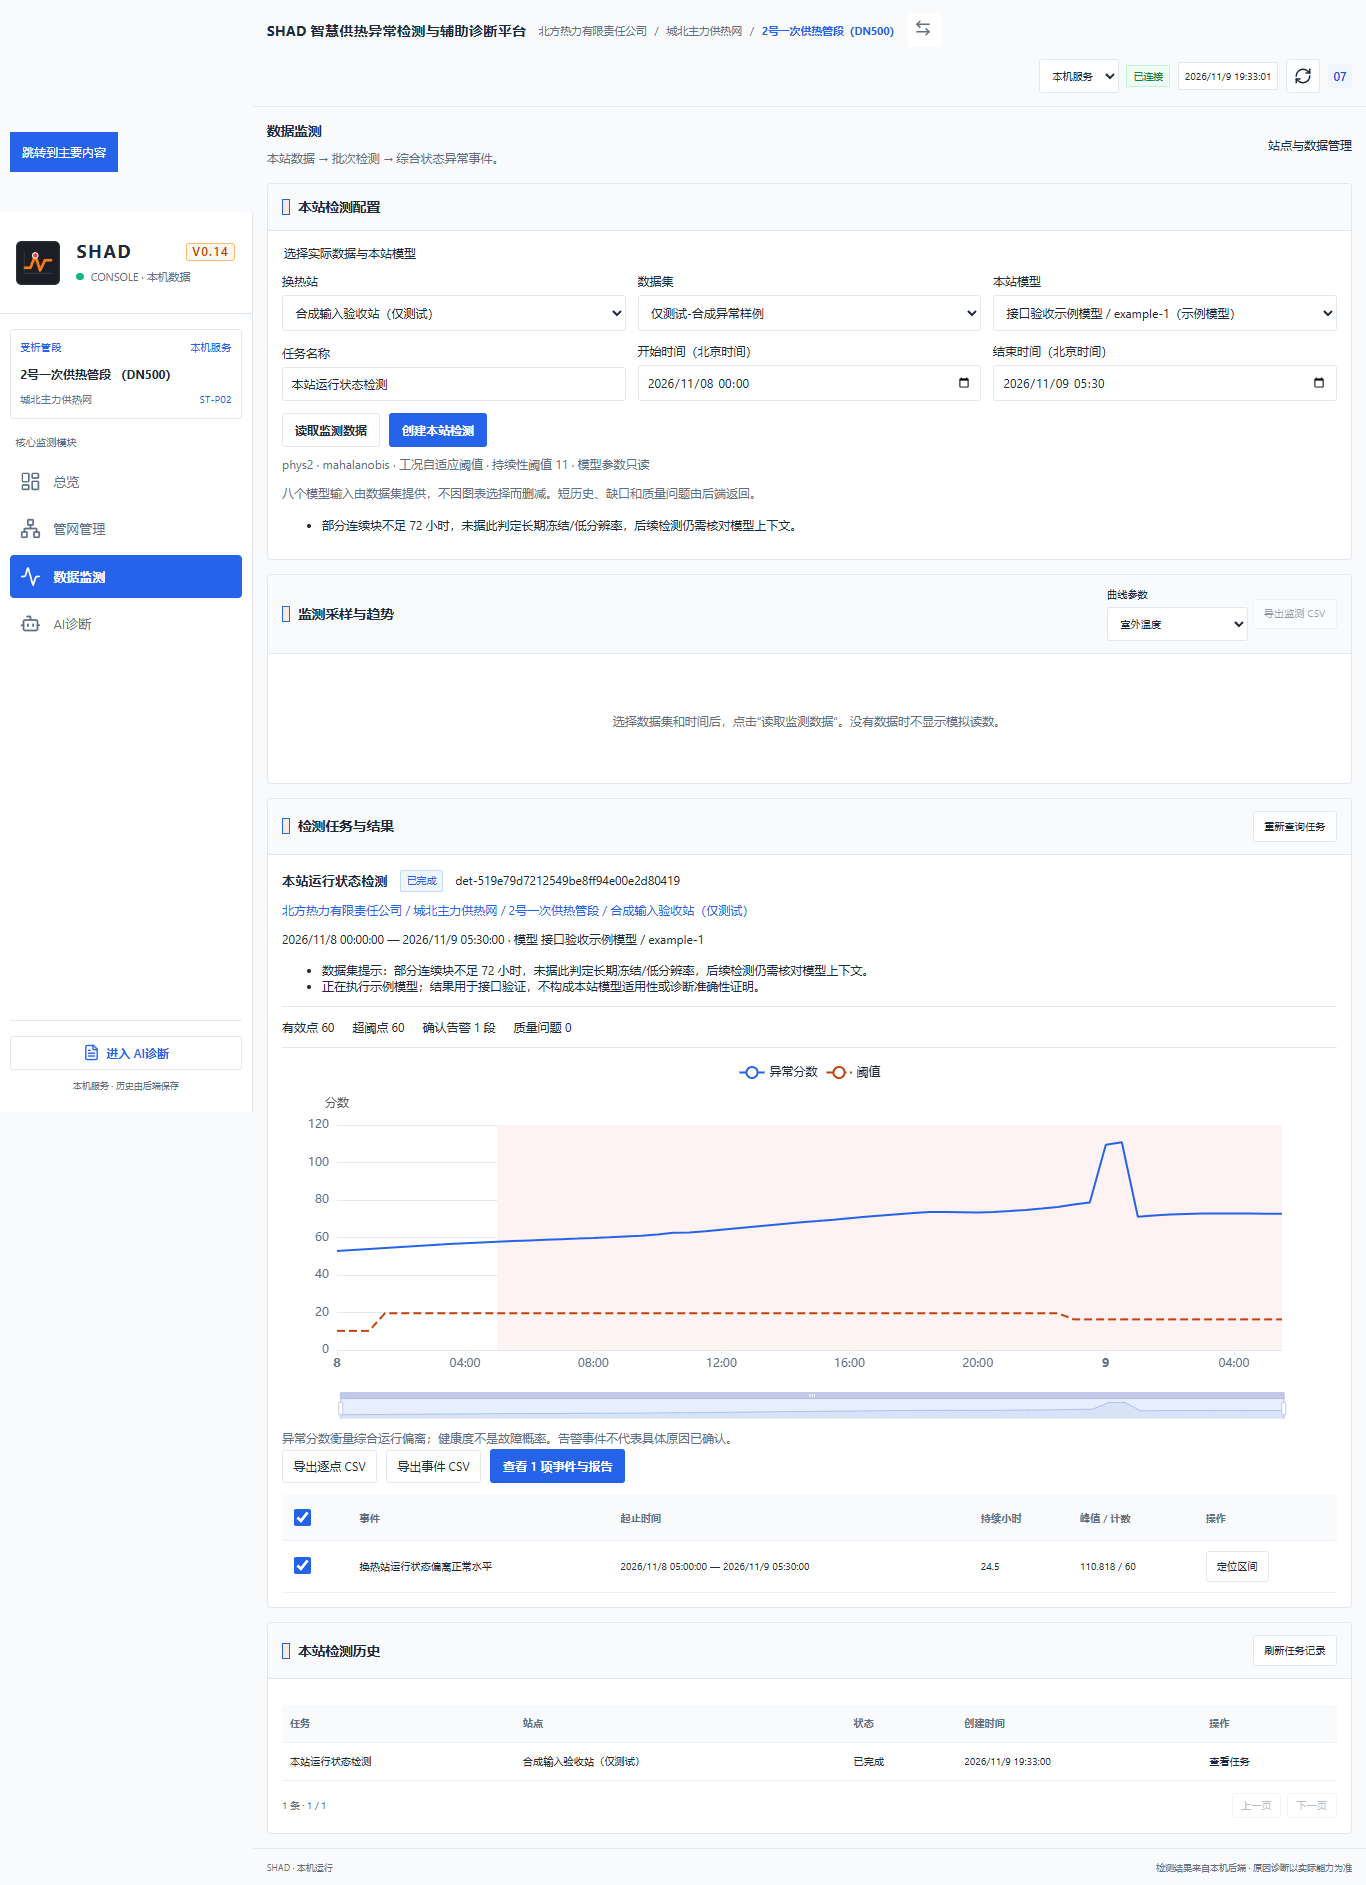 SHAD 智慧供热异常检测与辅助诊断平台 北方热力有限责任公司 / 城北主力供热网 / 2号一次供热管段（DN500）
本机服务 已连接 2026/11/9 19:33:01 07
跳转到主要内容
SHAD V0.14
CONSOLE · 本机数据
受析管段 本机服务
2号一次供热管段 （DN500）
城北主力供热网 ST-P02
核心监测模块
总览
管网管理
数据监测
AI诊断
进入 AI诊断
本机服务 · 历史由后端保存
数据监测
本站数据 → 批次检测 → 综合状态异常事件。
站点与数据管理
本站检测配置
选择实际数据与本站模型
换热站 数据集 本站模型
合成输入验收站（仅测试） 仅测试-合成异常样例 接口验收示例模型 / example-1（示例模型）
任务名称 开始时间（北京时间） 结束时间（北京时间）
本站运行状态检测 2026/11/08 00:00 2026/11/09 05:30
读取监测数据 创建本站检测
phys2 · mahalanobis · 工况自适应阈值 · 持续性阈值 11 · 模型参数只读
八个模型输入由数据集提供，不因图表选择而删减。短历史、缺口和质量问题由后端返回。
• 部分连续块不足 72 小时，未据此判定长期冻结/低分辨率，后续检测仍需核对模型上下文。
监测采样与趋势
曲线参数
室外温度 导出监测 CSV
选择数据集和时间后，点击“读取监测数据”。没有数据时不显示模拟读数。
检测任务与结果 重新查询任务
本站运行状态检测 已完成 det-519e79d7212549be8ff94e00e2d80419
北方热力有限责任公司 / 城北主力供热网 / 2号一次供热管段 / 合成输入验收站（仅测试）
2026/11/8 00:00:00 — 2026/11/9 05:30:00 · 模型 接口验收示例模型 / example-1
• 数据集提示：部分连续块不足 72 小时，未据此判定长期冻结/低分辨率，后续检测仍需核对模型上下文。
• 正在执行示例模型；结果用于接口验证，不构成本站模型适用性或诊断准确性证明。
有效点 60 超阈点 60 确认告警 1 段 质量问题 0
异常分数 阈值
分数
120
100
80
60
40
20
0
8 04:00 08:00 12:00 16:00 20:00 9 04:00
异常分数衡量综合运行偏离；健康度不是故障概率。告警事件不代表具体原因已确认。
导出逐点 CSV 导出事件 CSV 查看 1 项事件与报告
事件 起止时间 持续小时 峰值 / 计数 操作
换热站运行状态偏离正常水平 2026/11/8 05:00:00 — 2026/11/9 05:30:00 24.5 110.818 / 60 定位区间
本站检测历史 刷新任务记录
任务 站点 状态 创建时间 操作
本站运行状态检测 合成输入验收站（仅测试） 已完成 2026/11/9 19:33:00 查看任务
1 条 · 1 / 1 上一页 下一页
SHAD · 本机运行 检测结果来自本机后端 · 原因诊断以实际能力为准